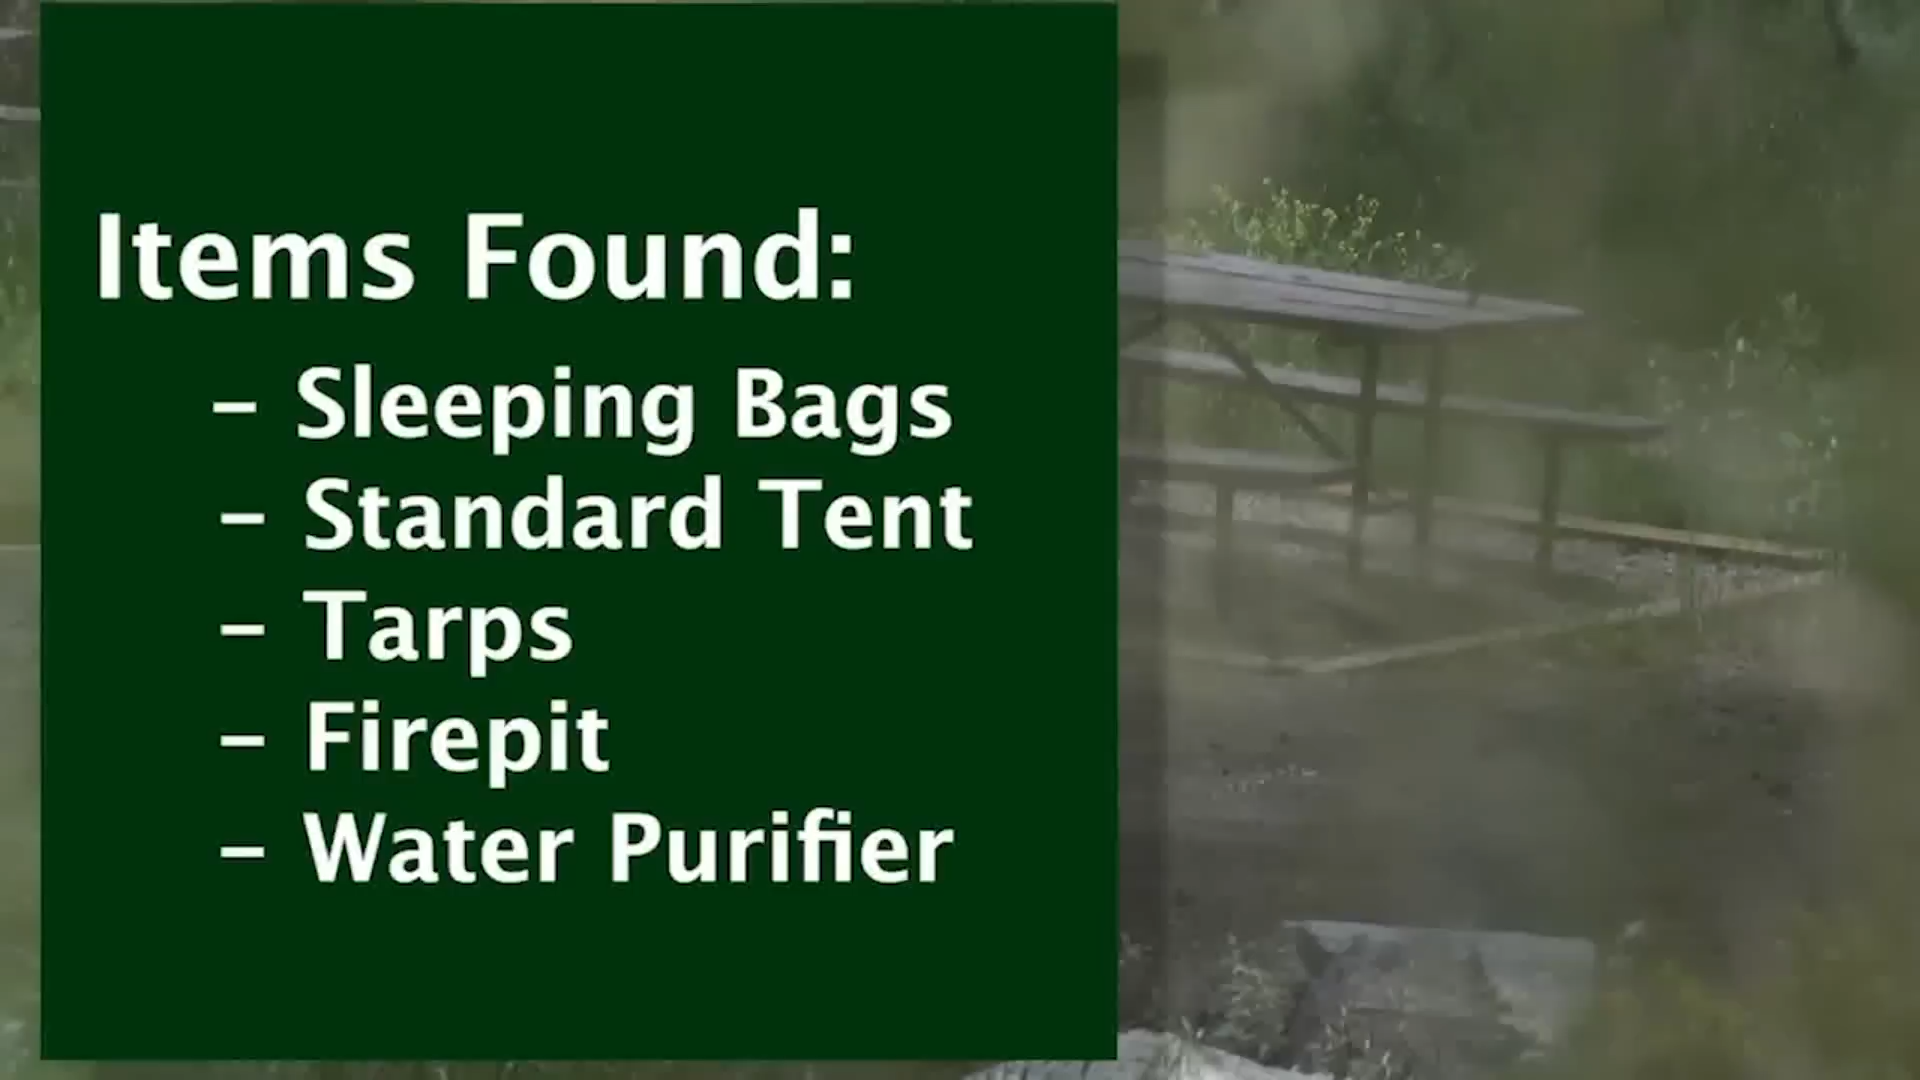 Items Found:
– Sleeping Bags
– Standard Tent
– Tarps
– Firepit
– Water Purifier